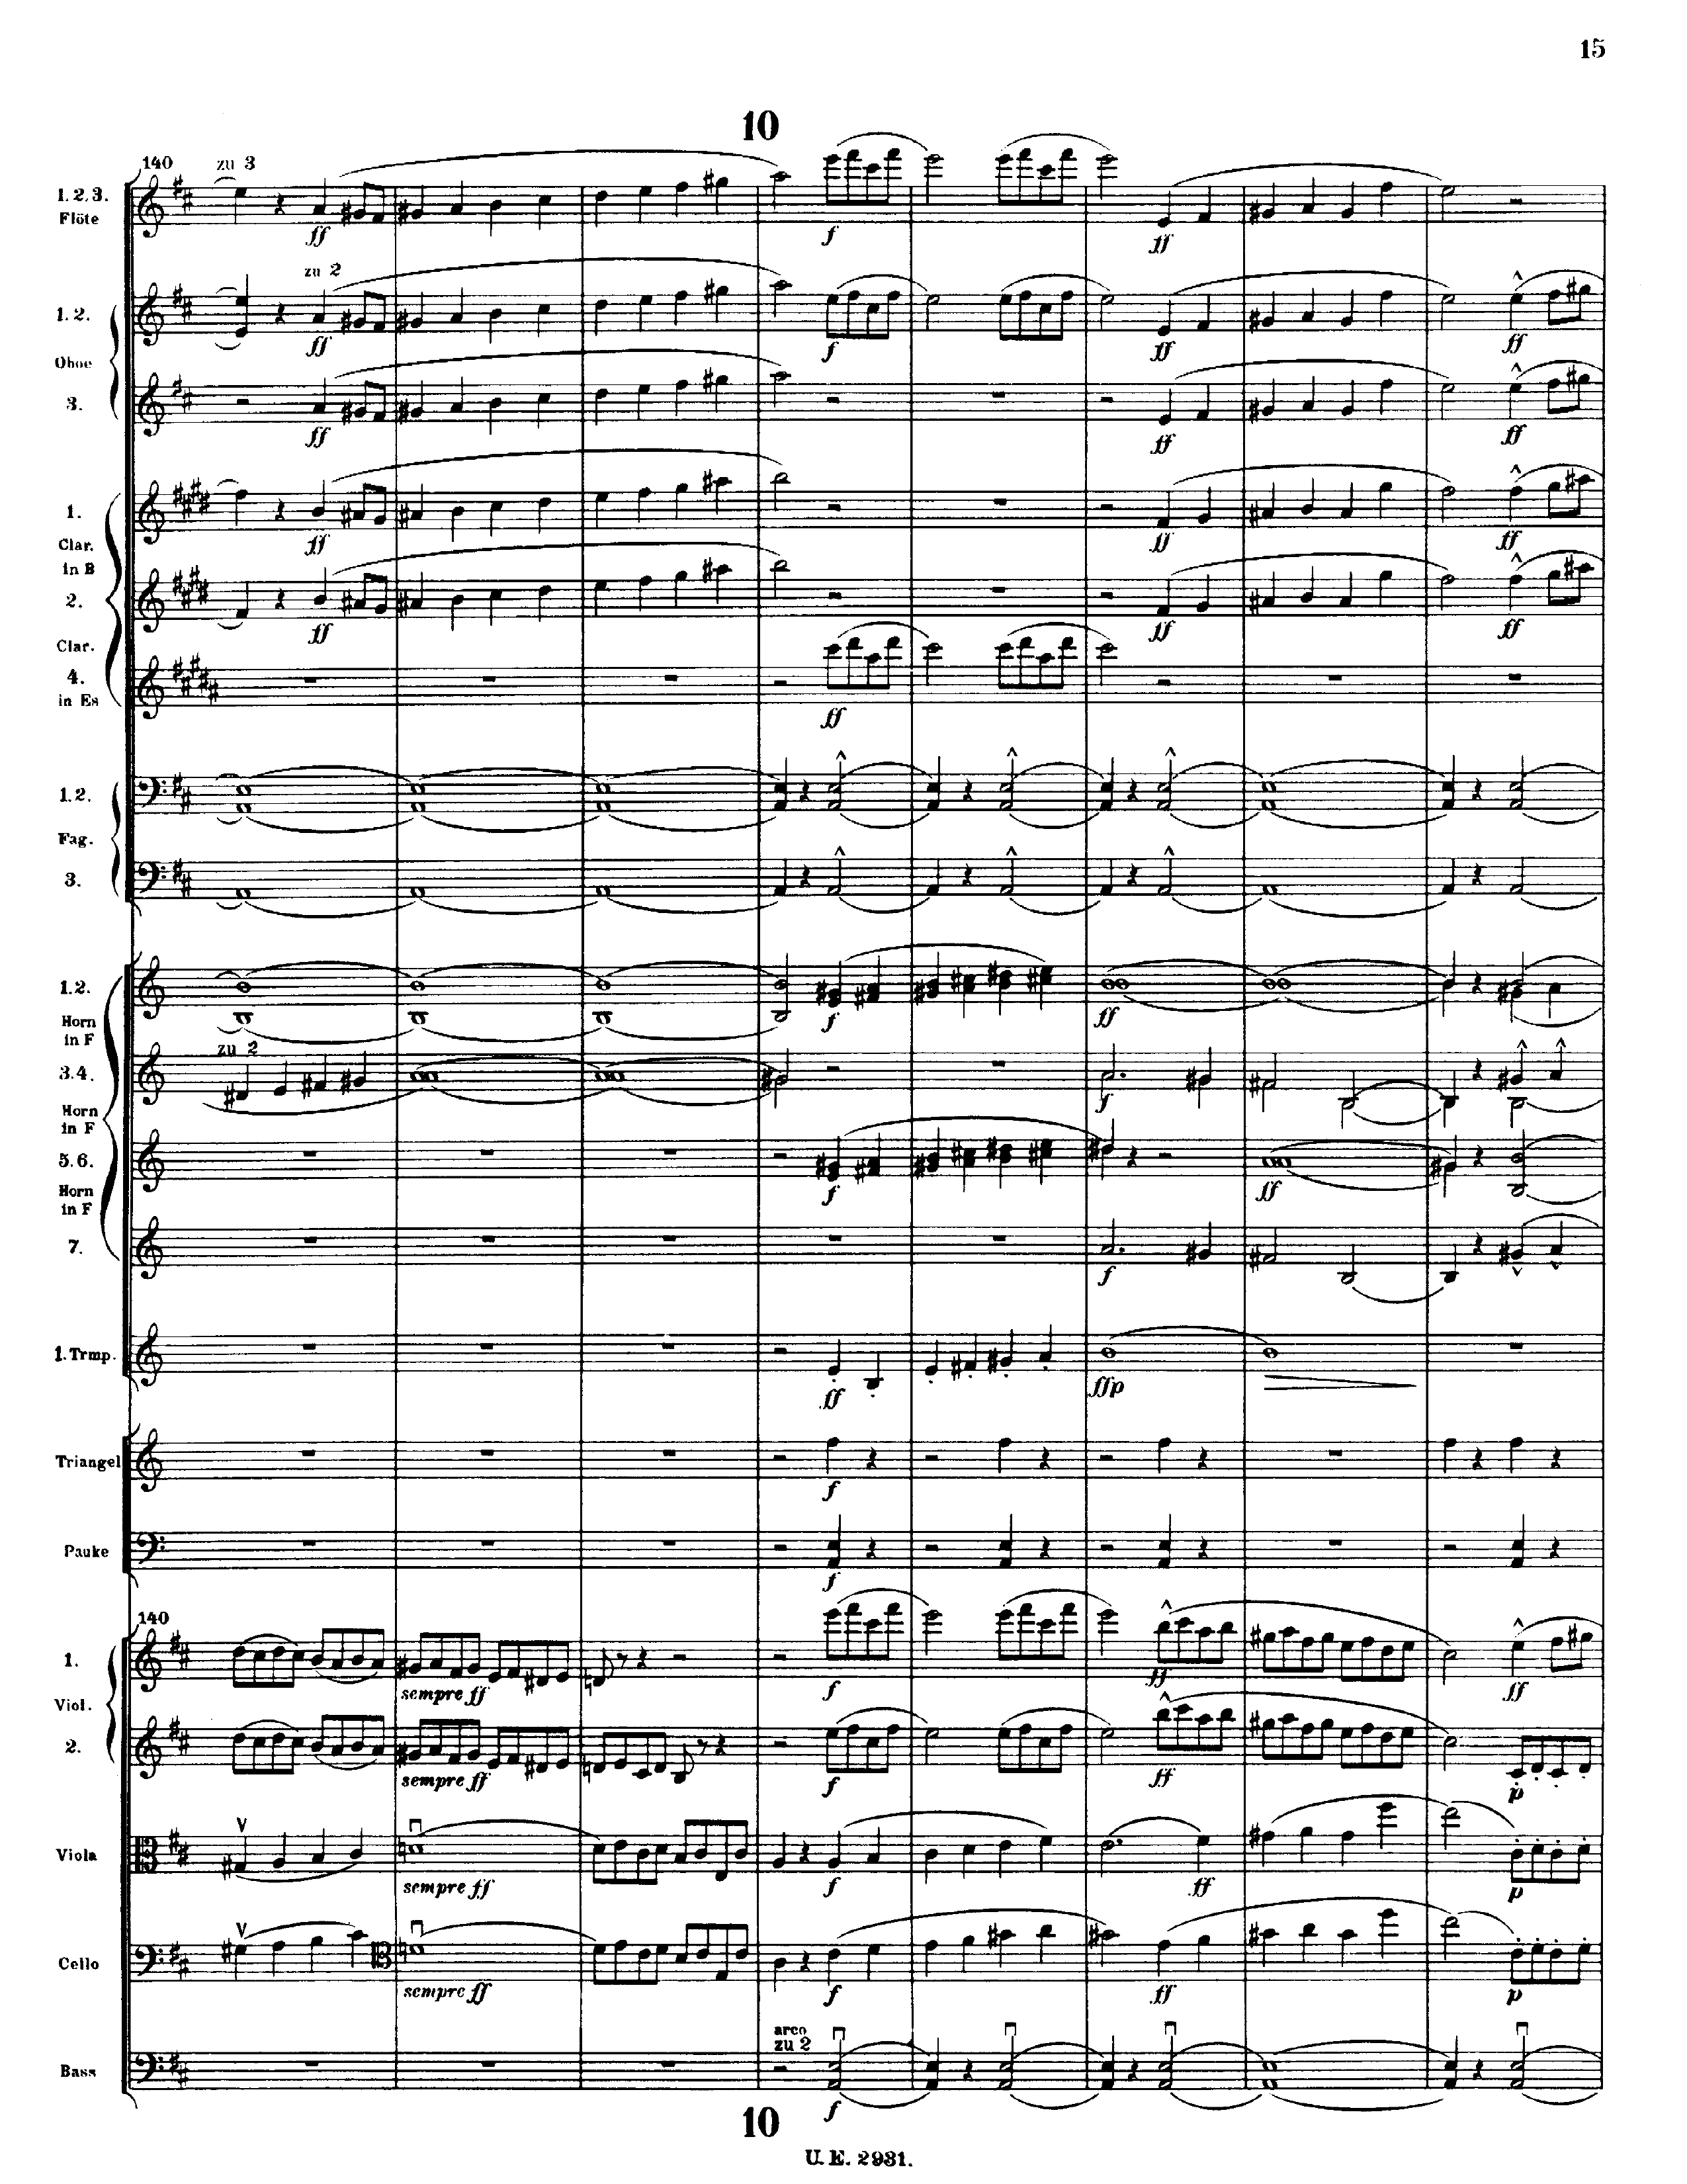 15
10
140 zu 3
1. 2. 3.
Flöte
ff f ff
zu 2
1. 2.
ff f ff ff
Oboe
3.
ff ff ff
1.
ff ff ff
Clar.
in B
2.
ff ff ff
Clar.
4.
in Es
ff
1. 2.
Fag.
3.
1. 2.
f ff
Horn
in F
zu 2
3. 4.
f
Horn
in F
5. 6.
f ff
Horn
in F
7.
f
1. Trmp.
ff ffp
Triangel
f
Pauke
f
140
1.
sempre ff f ff ff
Viol.
2.
sempre ff f ff p
Viola
sempre ff f ff p
Cello
sempre ff f ff p
arco
zu 2
Bass
f
10
U. E. 2931.